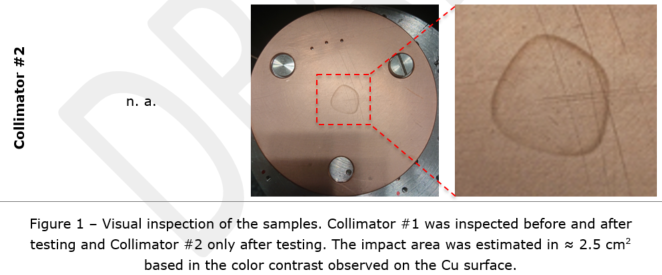 Collimator #2
n. a.
Figure 1 – Visual inspection of the samples. Collimator #1 was inspected before and after
testing and Collimator #2 only after testing. The impact area was estimated in ≈ 2.5 cm²
based in the color contrast observed on the Cu surface.